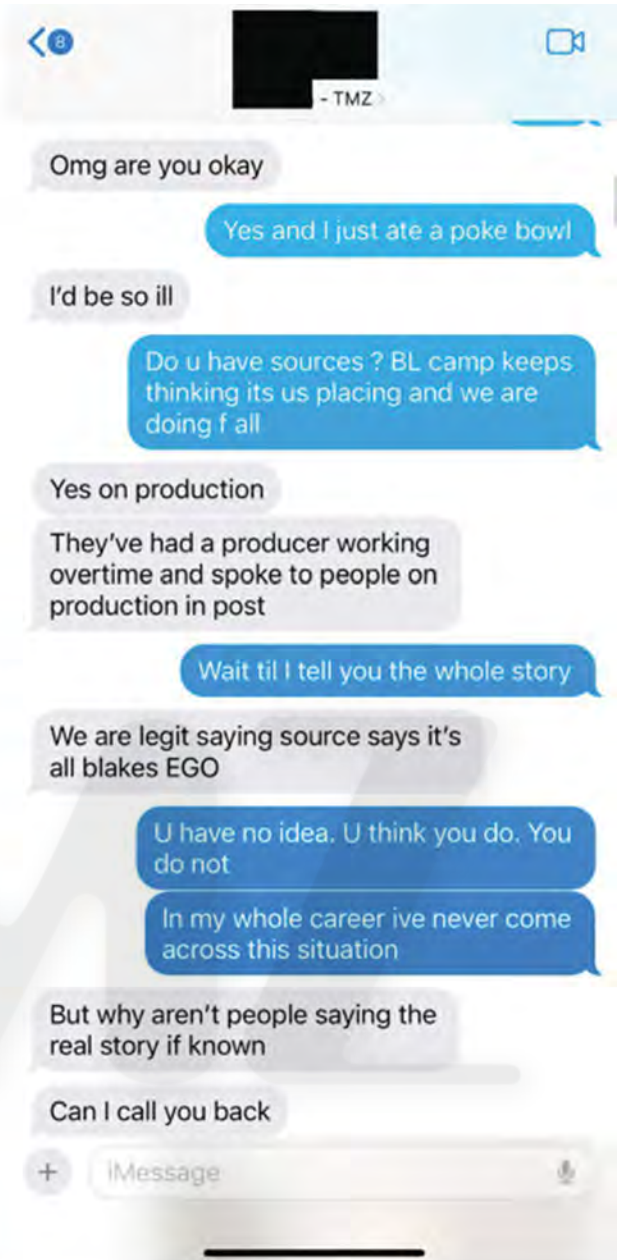 8
- TMZ >
Omg are you okay
Yes and I just ate a poke bowl
I'd be so ill
Do u have sources ? BL camp keeps
thinking its us placing and we are
doing f all
Yes on production
They've had a producer working
overtime and spoke to people on
production in post
Wait til I tell you the whole story
We are legit saying source says it's
all blakes EGO
U have no idea. U think you do. You
do not
In my whole career ive never come
across this situation
But why aren't people saying the
real story if known
Can I call you back
+ iMessage